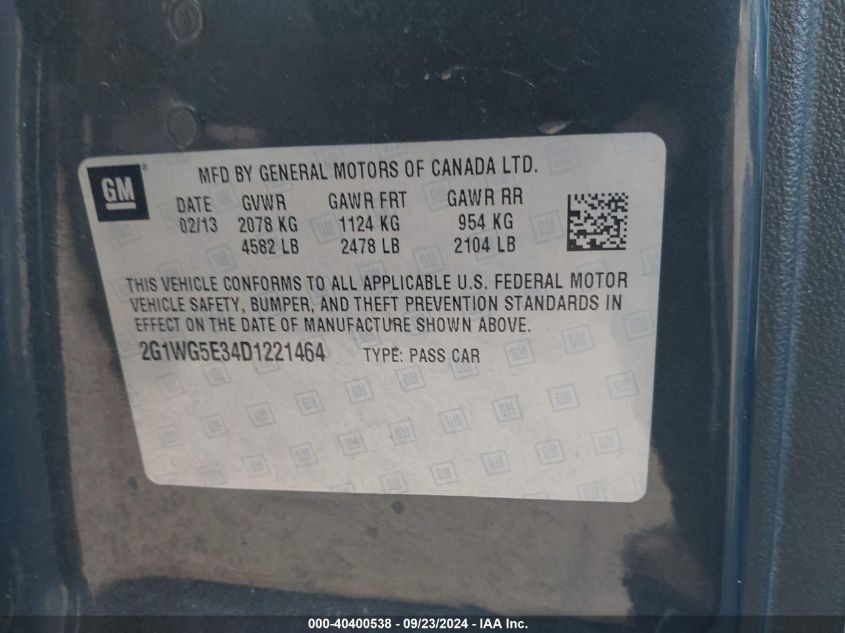 GM
MFD BY GENERAL MOTORS OF CANADA LTD.
DATE GVWR GAWR FRT GAWR RR
02/13 2078 KG 1124 KG 954 KG
4582 LB 2478 LB 2104 LB
THIS VEHICLE CONFORMS TO ALL APPLICABLE U.S. FEDERAL MOTOR
VEHICLE SAFETY, BUMPER, AND THEFT PREVENTION STANDARDS IN
EFFECT ON THE DATE OF MANUFACTURE SHOWN ABOVE.
2G1WG5E34D1221464 TYPE: PASS CAR
000-40400538 - 09/23/2024 - IAA Inc.